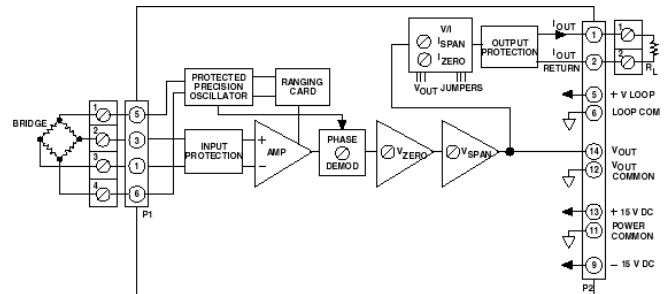 V/I
ISPAN
IZERO
VOUT JUMPERS
OUTPUT
PROTECTION
IOUT
IOUT
RETURN
1
2
1
2
RL
PROTECTED
PRECISION
OSCILLATOR
RANGING
CARD
5
6
+ V LOOP
LOOP COM
BRIDGE
1
2
3
4
5
3
1
6
P1
INPUT
PROTECTION
+
−
AMP
PHASE
DEMOD
VZERO
VSPAN
14
12
VOUT
VOUT
COMMON
13
11
+ 15 V DC
POWER
COMMON
9
− 15 V DC
P2